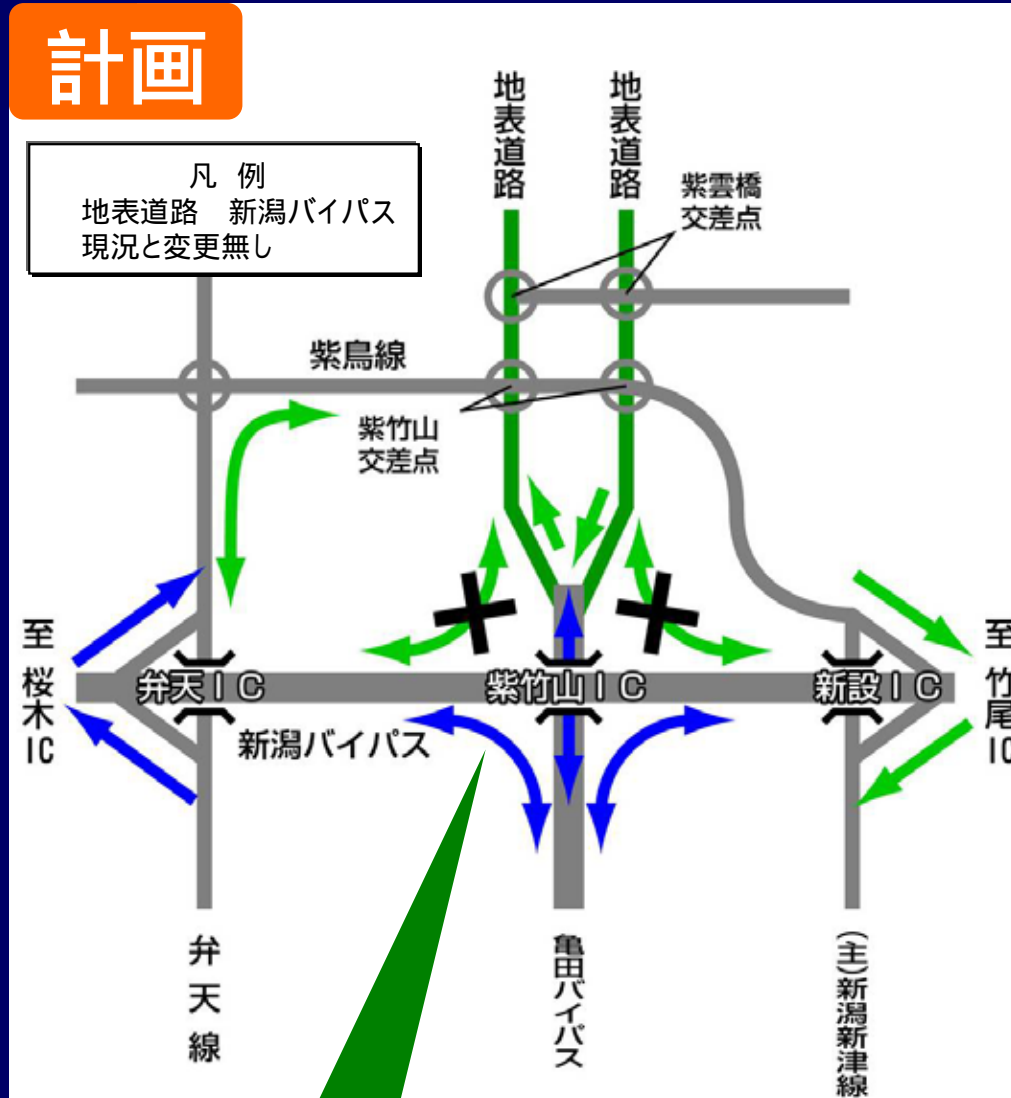 計画
凡 例
地表道路 新潟バイパス
現況と変更無し
地表道路
地表道路
紫雲橋
交差点
紫鳥線
紫竹山
交差点
至桜木IC
弁天IC
紫竹山IC
新設IC
至竹尾IC
新潟バイパス
弁天線
亀田バイパス
(主)新潟新津線